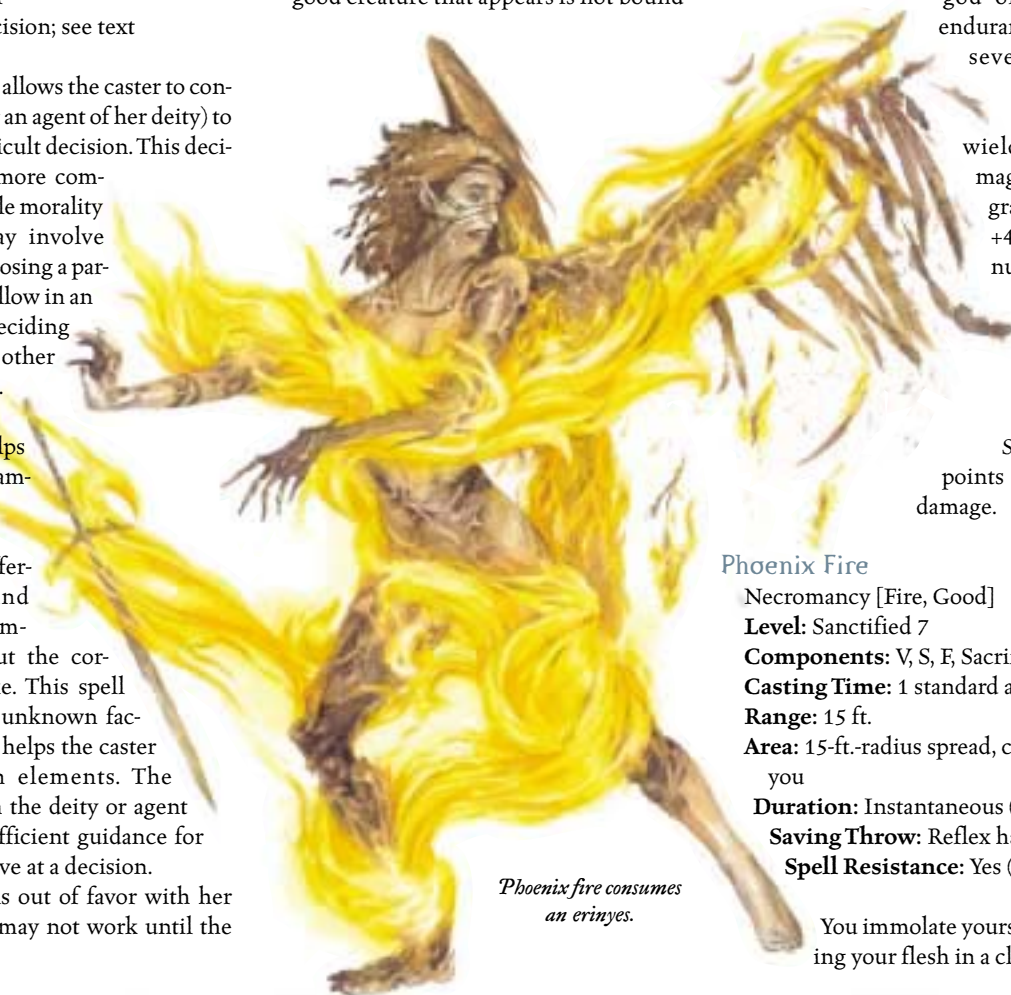 good creature that appears is not bound
cision; see text
allows the caster to con-
an agent of her deity) to
icult decision. This deci-
more com-
le morality
ay involve
osing a par-
llow in an
eciding
other
.
lps
am-
fer-
nd
m-
ut the cor-
e. This spell
unknown fac-
helps the caster
n elements. The
the deity or agent
fficient guidance for
ve at a decision.
s out of favor with her
may not work until the
Phoenix fire consumes
an erinyes.
god of
endura
seve
wield
mag
gra
+4
nu
S
points
damage.
Phoenix Fire
Necromancy [Fire, Good]
Level: Sanctified 7
Components: V, S, F, Sacri
Casting Time: 1 standard a
Range: 15 ft.
Area: 15-ft.-radius spread, c
you
Duration: Instantaneous (
Saving Throw: Reflex ha
Spell Resistance: Yes (
You immolate yours
ing your flesh in a cl